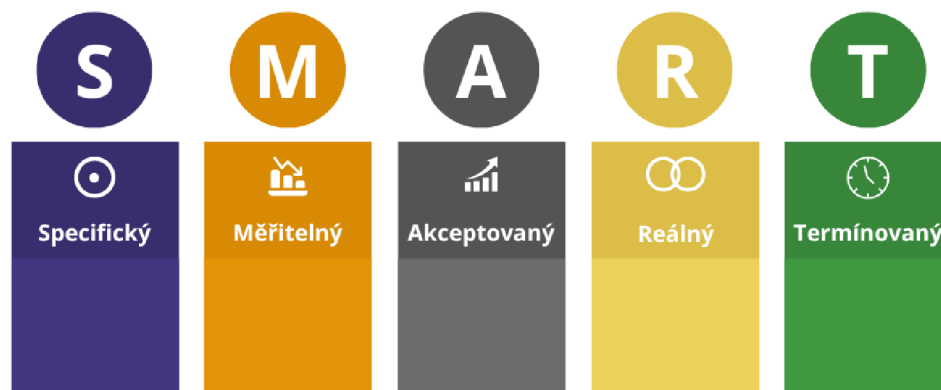 S M A R T
Specifický
Měřitelný
Akceptovaný
Reálný
Termínovaný